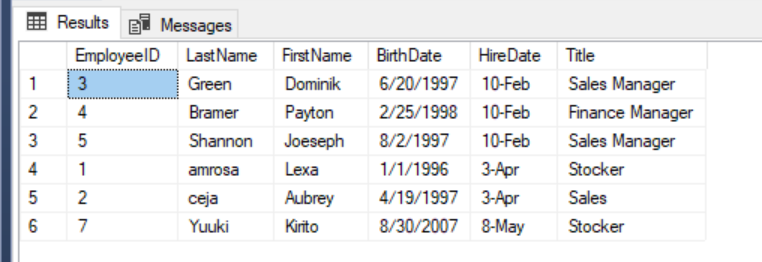 Results Messages
EmployeeID LastName FirstName BirthDate HireDate Title
1 3 Green Dominik 6/20/1997 10-Feb Sales Manager
2 4 Bramer Payton 2/25/1998 10-Feb Finance Manager
3 5 Shannon Joeseph 8/2/1997 10-Feb Sales Manager
4 1 amrosa Lexa 1/1/1996 3-Apr Stocker
5 2 ceja Aubrey 4/19/1997 3-Apr Sales
6 7 Yuuki Kirito 8/30/2007 8-May Stocker